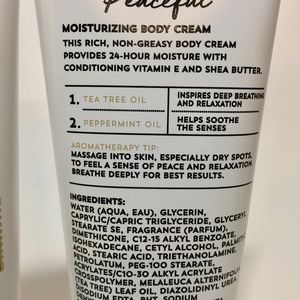 Peaceful
MOISTURIZING BODY CREAM
THIS RICH, NON-GREASY BODY CREAM
PROVIDES 24-HOUR MOISTURE WITH
CONDITIONING VITAMIN E AND SHEA BUTTER.
1. TEA TREE OIL INSPIRES DEEP BREATHING
AND RELAXATION
2. PEPPERMINT OIL HELPS SOOTHE
THE SENSES
AROMATHERAPY TIP:
MASSAGE INTO SKIN, ESPECIALLY DRY SPOTS,
TO FEEL A SENSE OF PEACE AND RELAXATION.
BREATHE DEEPLY FOR BEST RESULTS.
INGREDIENTS:
WATER (AQUA, EAU), GLYCERIN,
CAPRYLIC/CAPRIC TRIGLYCERIDE, GLYCERYL
STEARATE SE, FRAGRANCE (PARFUM),
DIMETHICONE, C12-15 ALKYL BENZOATE,
ISOHEXADECANE, CETYL ALCOHOL, PALMITIC
ACID, STEARIC ACID, TRIETHANOLAMINE,
PETROLATUM, PEG-100 STEARATE,
ACRYLATES/C10-30 ALKYL ACRYLATE
CROSSPOLYMER, MELALEUCA ALTERNIFOLIA
(TEA TREE) LEAF OIL, DIAZOLIDINYL UREA,
DISODIUM EDTA, BHT, SODIUM